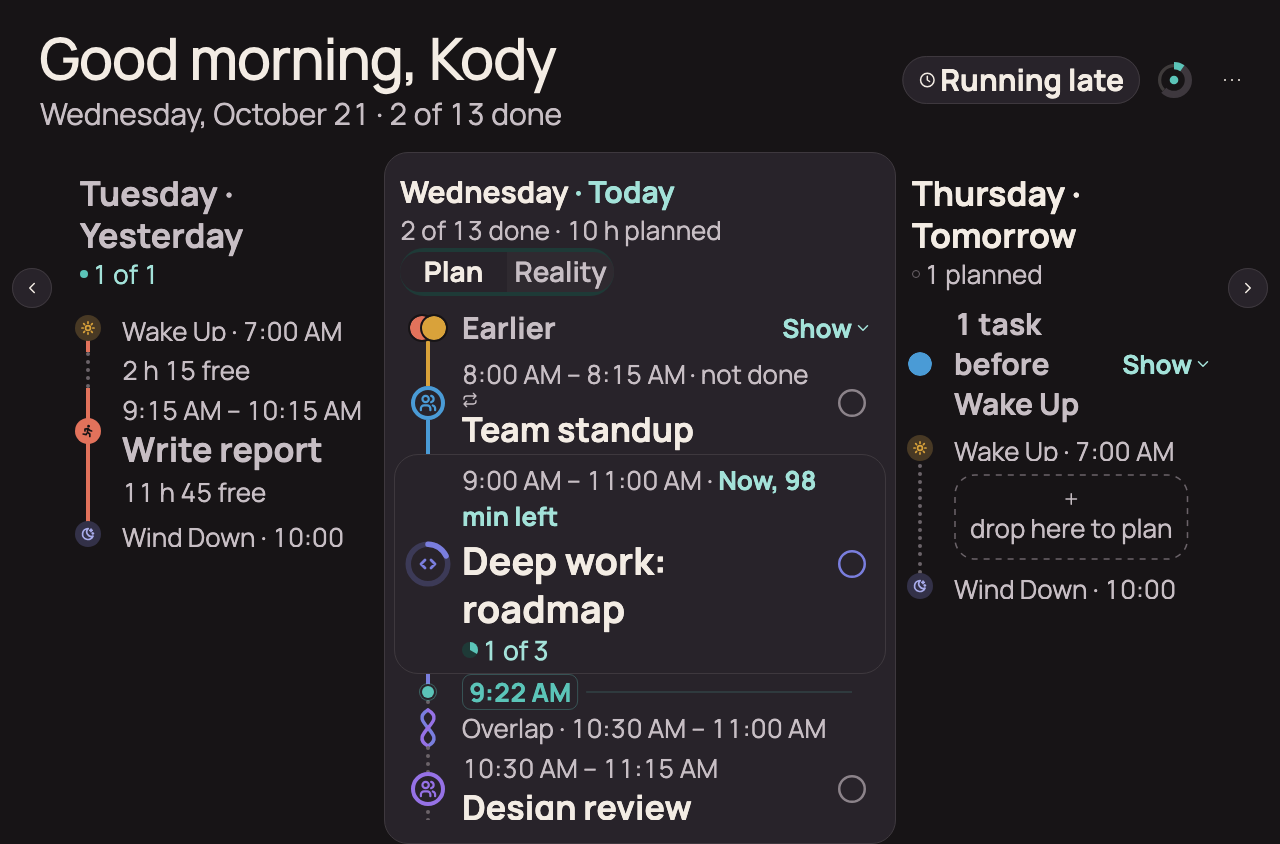 Good morning, Kody
Wednesday, October 21 · 2 of 13 done
Running late
Tuesday ·
Yesterday
1 of 1
Wake Up · 7:00 AM
2 h 15 free
9:15 AM – 10:15 AM
Write report
11 h 45 free
Wind Down · 10:00
Wednesday · Today
2 of 13 done · 10 h planned
Plan Reality
Earlier Show
8:00 AM – 8:15 AM · not done
Team standup
9:00 AM – 11:00 AM · Now, 98
min left
Deep work:
roadmap
1 of 3
9:22 AM
Overlap · 10:30 AM – 11:00 AM
10:30 AM – 11:15 AM
Design review
Thursday ·
Tomorrow
1 planned
1 task
before
Wake Up
Show
Wake Up · 7:00 AM
+
drop here to plan
Wind Down · 10:00